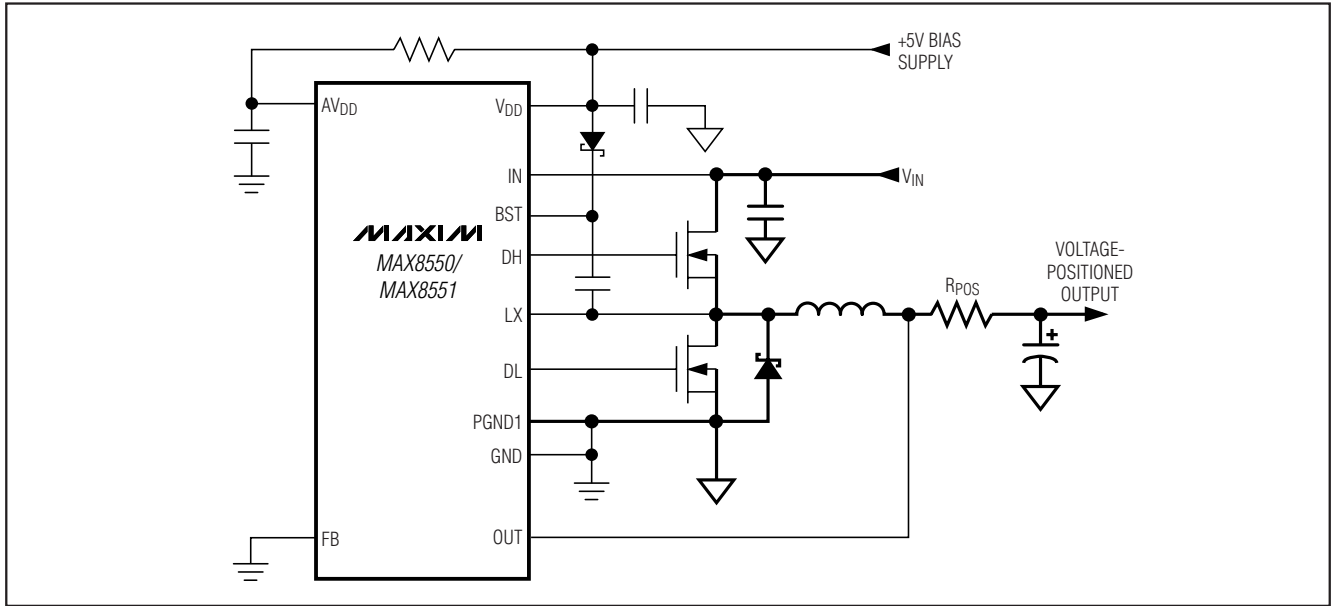 +5V BIAS
SUPPLY
AVDD
VDD
IN
VIN
BST
MAXIM
MAX8550/
MAX8551
DH
VOLTAGE-
POSITIONED
OUTPUT
RPOS
LX
+
DL
PGND1
GND
FB
OUT